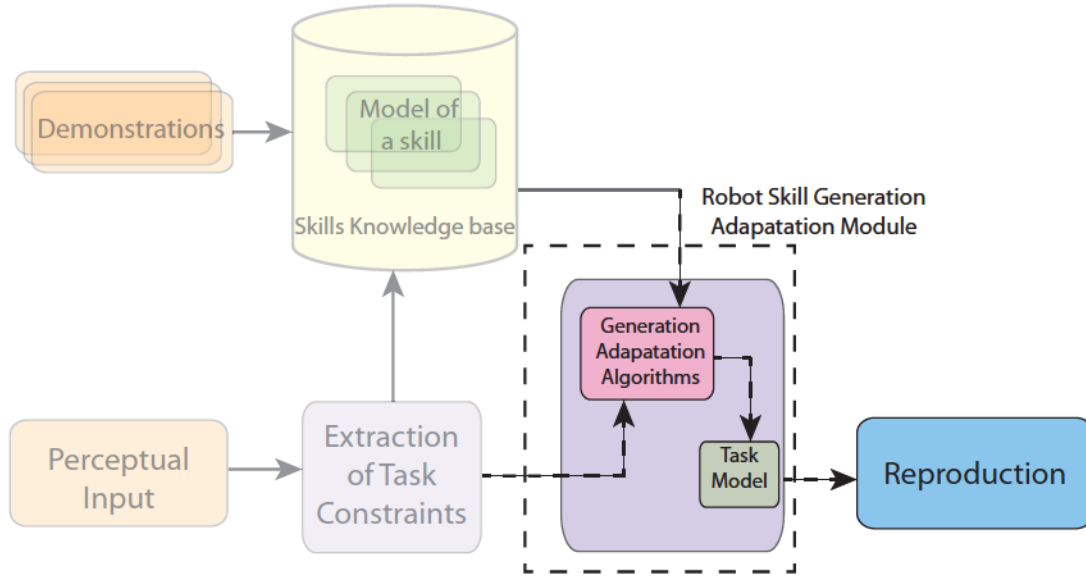 Demonstrations
Model of
a skill
Skills Knowledge base
Robot Skill Generation
Adapatation Module
Generation
Adapatation
Algorithms
Task
Model
Perceptual
Input
Extraction
of Task
Constraints
Reproduction